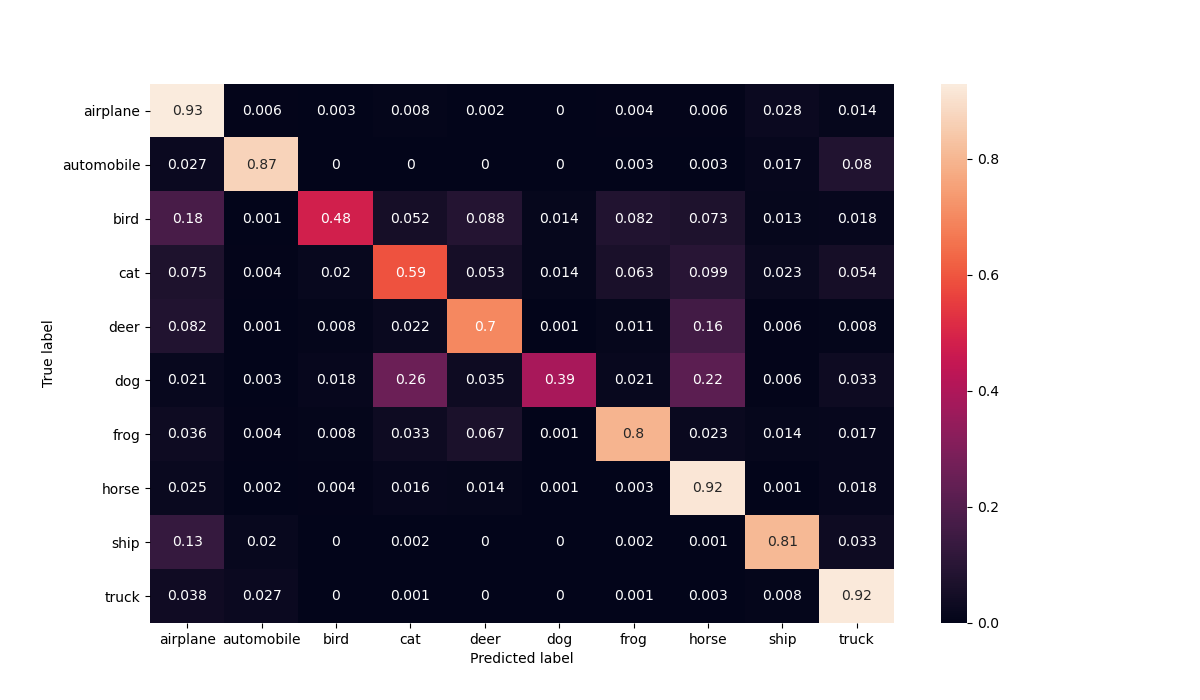 airplane 0.93 0.006 0.003 0.008 0.002 0 0.004 0.006 0.028 0.014
automobile 0.027 0.87 0 0 0 0 0.003 0.003 0.017 0.08
bird 0.18 0.001 0.48 0.052 0.088 0.014 0.082 0.073 0.013 0.018
cat 0.075 0.004 0.02 0.59 0.053 0.014 0.063 0.099 0.023 0.054
deer 0.082 0.001 0.008 0.022 0.7 0.001 0.011 0.16 0.006 0.008
dog 0.021 0.003 0.018 0.26 0.035 0.39 0.021 0.22 0.006 0.033
frog 0.036 0.004 0.008 0.033 0.067 0.001 0.8 0.023 0.014 0.017
horse 0.025 0.002 0.004 0.016 0.014 0.001 0.003 0.92 0.001 0.018
ship 0.13 0.02 0 0.002 0 0 0.002 0.001 0.81 0.033
truck 0.038 0.027 0 0.001 0 0 0.001 0.003 0.008 0.92
airplane automobile bird cat deer dog frog horse ship truck
Predicted label
True label
0.8
0.6
0.4
0.2
0.0